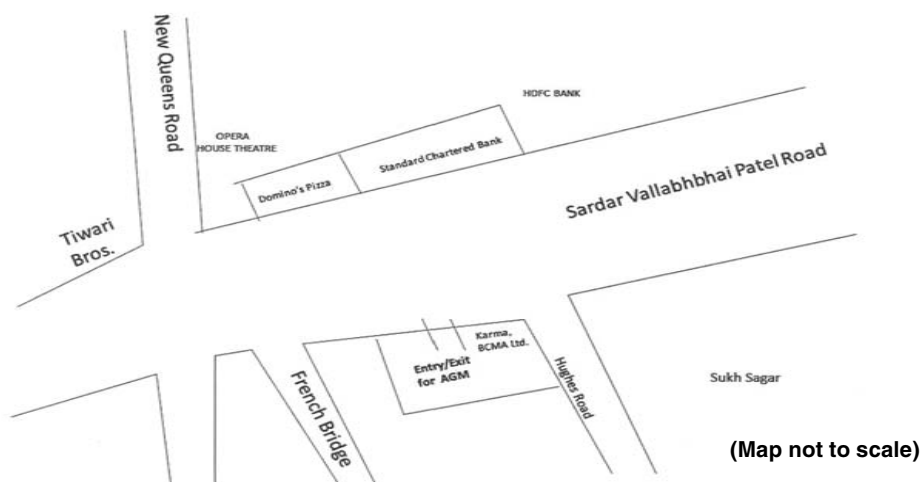 New Queens Road
HDFC BANK
OPERA
HOUSE THEATRE
Standard Chartered Bank
Domino's Pizza
Sardar Vallabhbhai Patel Road
Tiwari
Bros.
Karma,
BCMA Ltd.
Entry/Exit
for AGM
Hughes Road
French Bridge
Sukh Sagar
(Map not to scale)